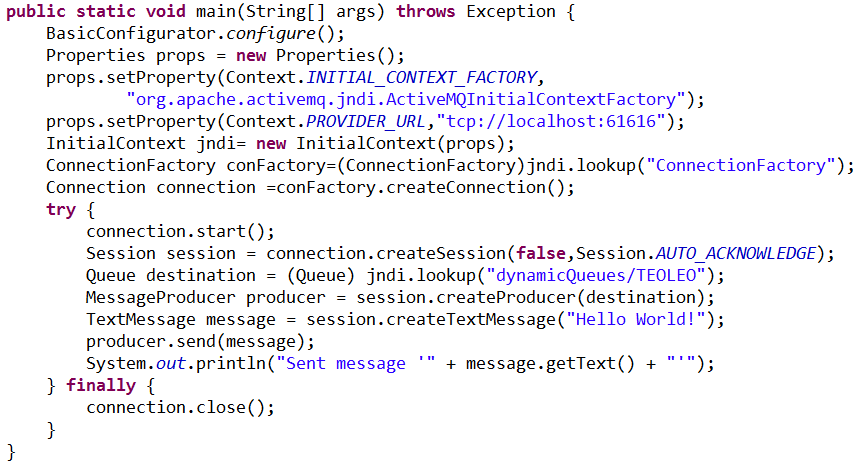 public static void main(String[] args) throws Exception {
    BasicConfigurator.configure();
    Properties props = new Properties();
    props.setProperty(Context.INITIAL_CONTEXT_FACTORY,
            "org.apache.activemq.jndi.ActiveMQInitialContextFactory");
    props.setProperty(Context.PROVIDER_URL,"tcp://localhost:61616");
    InitialContext jndi= new InitialContext(props);
    ConnectionFactory conFactory=(ConnectionFactory)jndi.lookup("ConnectionFactory");
    Connection connection =conFactory.createConnection();
    try {
        connection.start();
        Session session = connection.createSession(false,Session.AUTO_ACKNOWLEDGE);
        Queue destination = (Queue) jndi.lookup("dynamicQueues/TEOLEO");
        MessageProducer producer = session.createProducer(destination);
        TextMessage message = session.createTextMessage("Hello World!");
        producer.send(message);
        System.out.println("Sent message '" + message.getText() + "'");
    } finally {
        connection.close();
    }
}